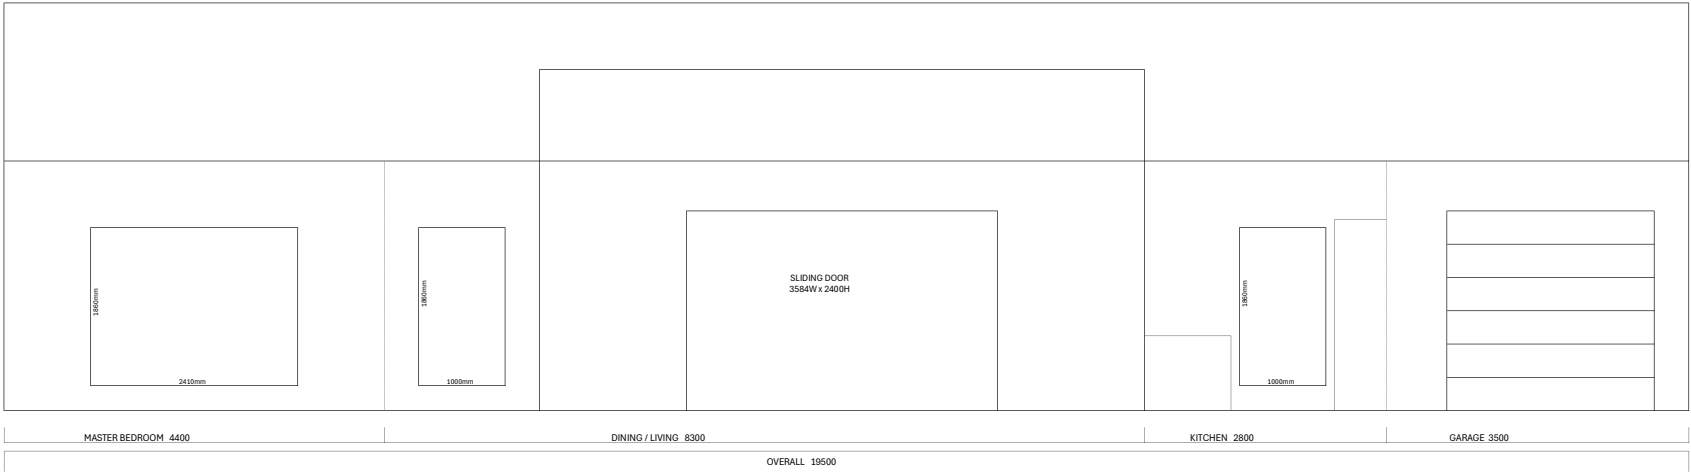 SLIDING DOOR
3584W x 2400H
1860mm
1860mm
1860mm
2410mm
1000mm
1000mm
MASTER BEDROOM 4400
DINING / LIVING 8300
KITCHEN 2800
GARAGE 3500
OVERALL 19500